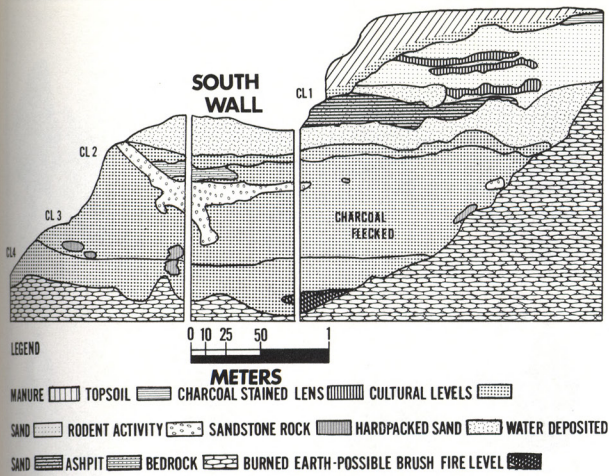 SOUTH
WALL
CL 1
CL 2
CL 3
CL4
CHARCOAL
FLECKED
0 10 25 50 1
METERS
LEGEND
MANURE TOPSOIL CHARCOAL STAINED LENS CULTURAL LEVELS
SAND RODENT ACTIVITY SANDSTONE ROCK HARDPACKED SAND WATER DEPOSITED
SAND ASHPIT BEDROCK BURNED EARTH-POSSIBLE BRUSH FIRE LEVEL